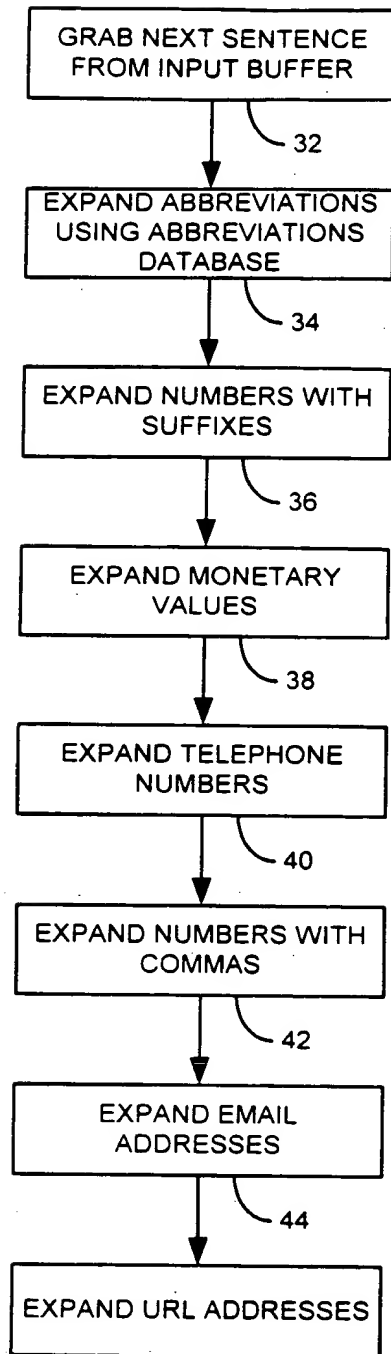 GRAB NEXT SENTENCE
FROM INPUT BUFFER
32
EXPAND ABBREVIATIONS
USING ABBREVIATIONS
DATABASE
34
EXPAND NUMBERS WITH
SUFFIXES
36
EXPAND MONETARY
VALUES
38
EXPAND TELEPHONE
NUMBERS
40
EXPAND NUMBERS WITH
COMMAS
42
EXPAND EMAIL
ADDRESSES
44
EXPAND URL ADDRESSES